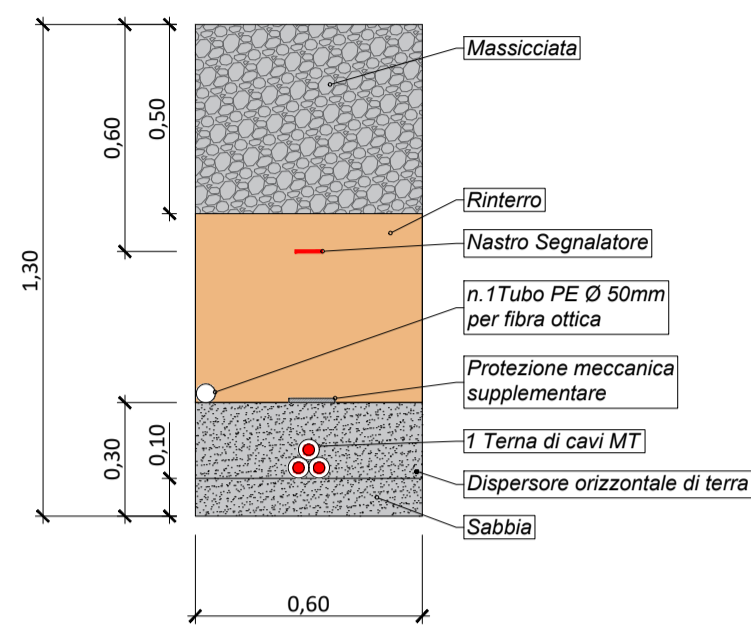 Massicciata
0,50
0,60
Rinterro
Nastro Segnalatore
1,30
n.1Tubo PE Ø 50mm
per fibra ottica
Protezione meccanica
supplementare
1 Terna di cavi MT
0,10
0,30
Dispersore orizzontale di terra
Sabbia
0,60